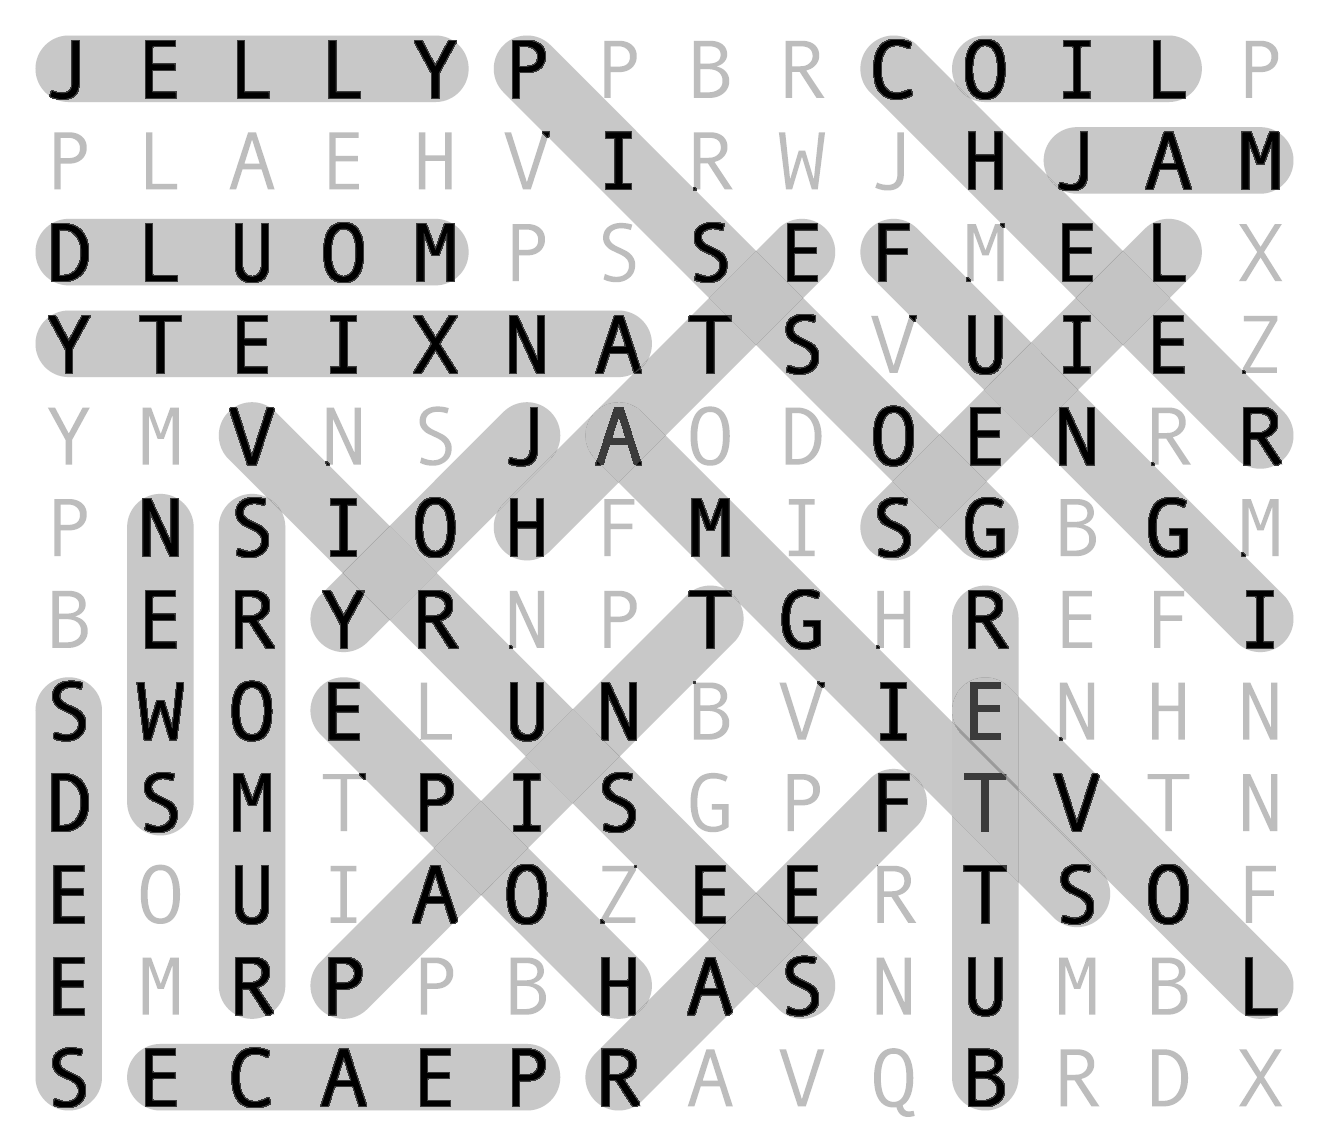 J E L L Y P P B R C O I L P
P L A E H V I R W J H J A M
D L U O M P S S E F M E L X
Y T E I X N A T S V U I E Z
Y M V N S J A O D O E N R R
P N S I O H F M I S G B G M
B E R Y R N P T G H R E F I
S W O E L U N B V I E N H N
D S M T P I S G P F T V T N
E O U I A O Z E E R T S O F
E M R P P B H A S N U M B L
S E C A E P R A V Q B R D X